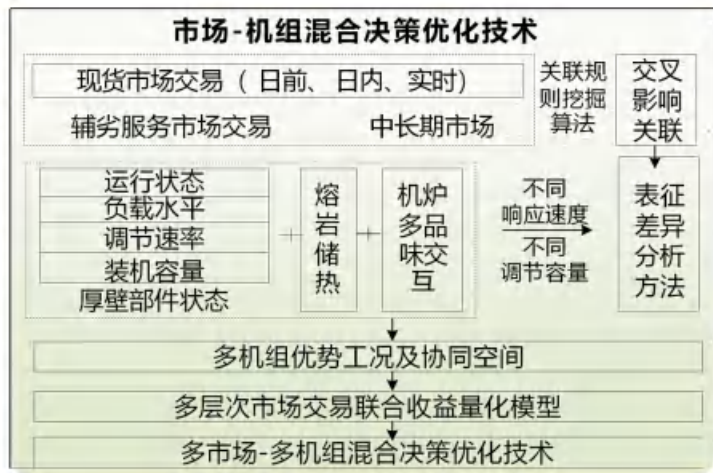 市场-机组混合决策优化技术
现货市场交易（ 日前、日内、实时）
辅劣服务市场交易
中长期市场
关联规
则挖掘
算法
交叉
影响
关联
运行状态
负载水平
调节速率
装机容量
厚壁部件状态
熔
岩
储
热
机炉
多品
味交
互
不同
响应速度
不同
调节容量
表征
差异
分析
方法
多机组优势工况及协同空间
多层次市场交易联合收益量化模型
多市场-多机组混合决策优化技术